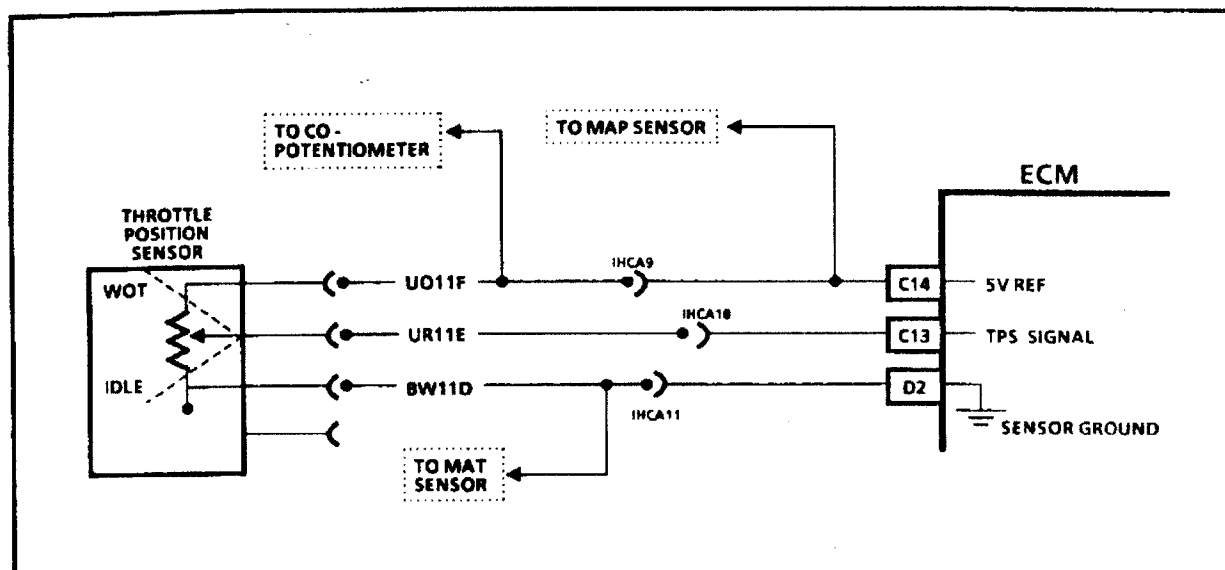 TO CO -
POTENTIOMETER
TO MAP SENSOR
ECM
THROTTLE
POSITION
SENSOR
WOT
IDLE
UO11F
IHCA9
C14
5V REF
UR11E
IHCA18
C13
TPS SIGNAL
BW11D
IHCA11
D2
SENSOR GROUND
TO MAT
SENSOR